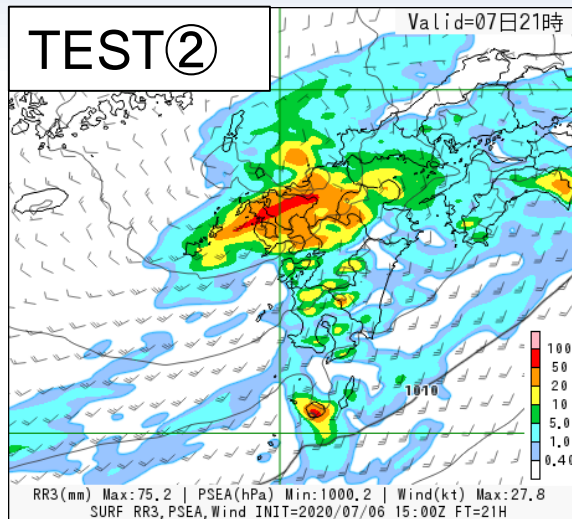 Valid=07日21時
TEST②
1010
100
50
20
10
5.0
1.0
0.40
RR3(mm) Max:75.2 | PSEA(hPa) Min:1000.2 | Wind(kt) Max:27.8
SURF RR3,PSEA,Wind INIT=2020/07/06 15:00Z FT=21H